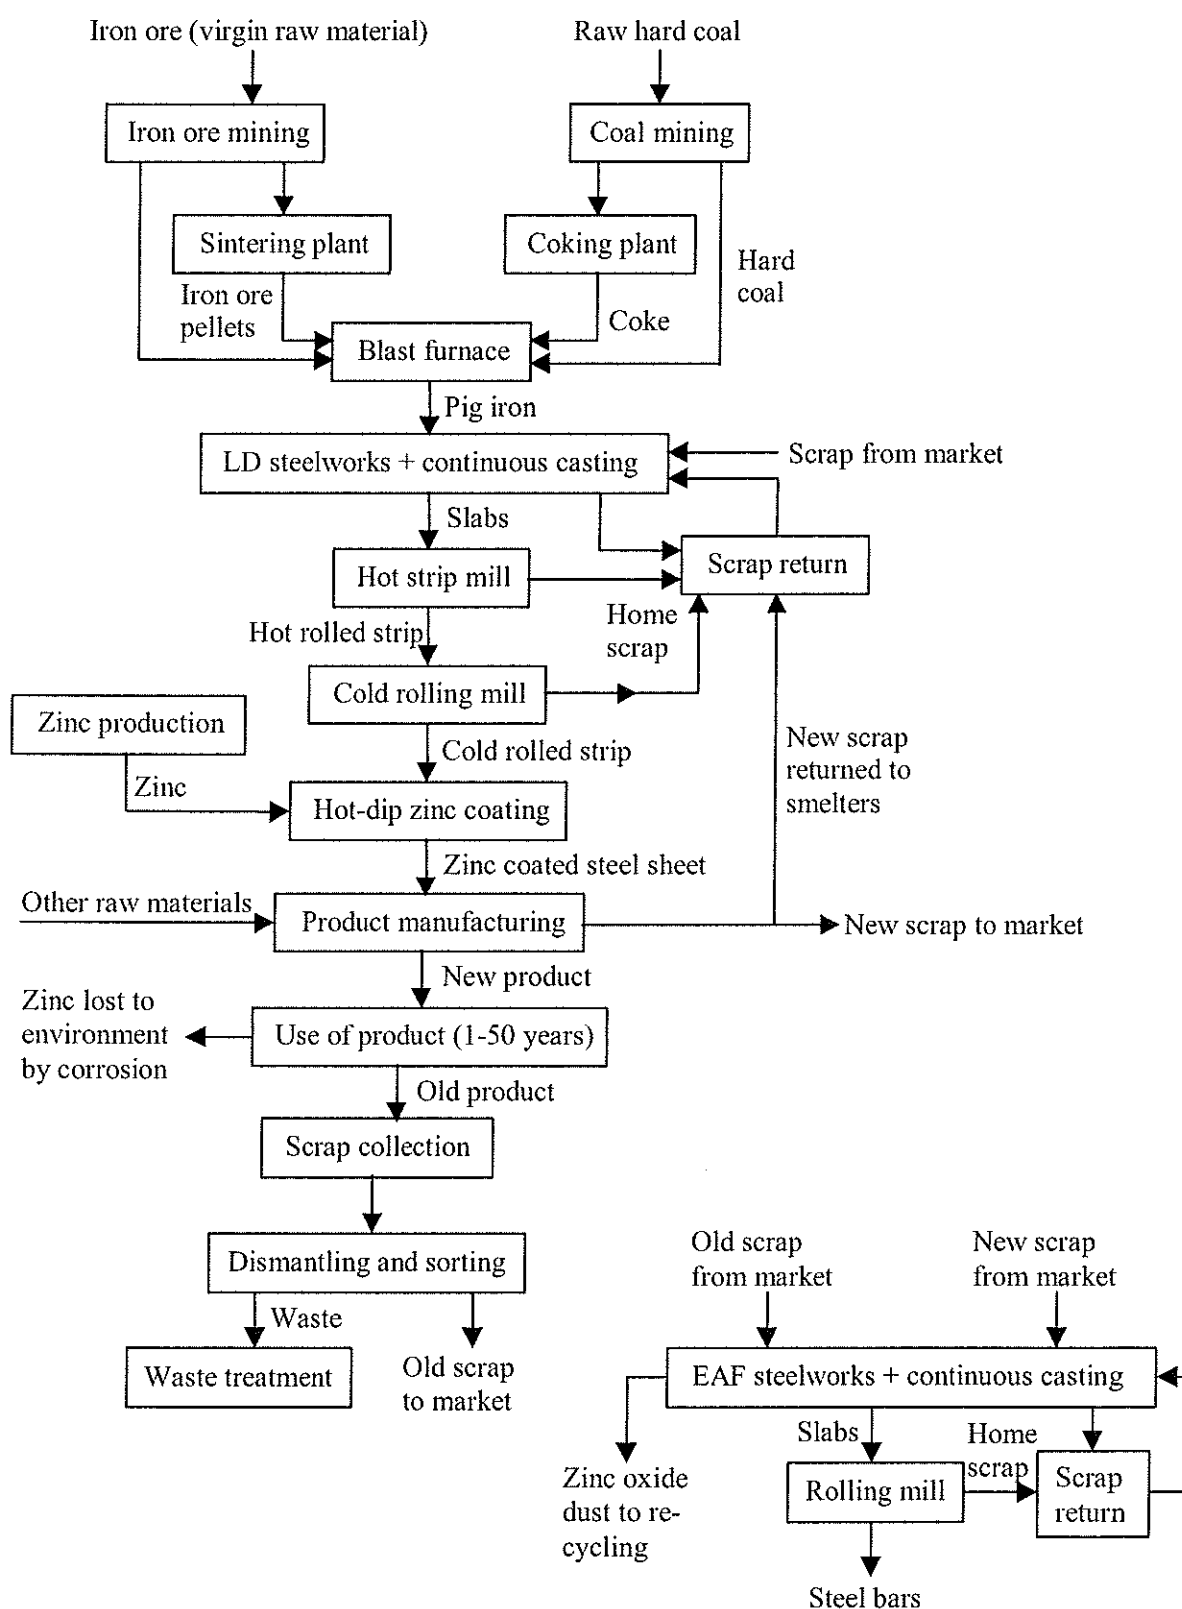 Iron ore (virgin raw material)
Raw hard coal
Iron ore mining
Coal mining
Sintering plant
Coking plant
Hard
coal
Iron ore
pellets
Coke
Blast furnace
Pig iron
LD steelworks + continuous casting
Scrap from market
Slabs
Hot strip mill
Scrap return
Hot rolled strip
Home
scrap
Cold rolling mill
Zinc production
Cold rolled strip
New scrap
returned to
smelters
Zinc
Hot-dip zinc coating
Zinc coated steel sheet
Other raw materials
Product manufacturing
New scrap to market
New product
Zinc lost to
environment
by corrosion
Use of product (1-50 years)
Old product
Scrap collection
Dismantling and sorting
Waste
Waste treatment
Old scrap
to market
Old scrap
from market
New scrap
from market
EAF steelworks + continuous casting
Slabs
Home
scrap
Zinc oxide
dust to re-
cycling
Rolling mill
Scrap
return
Steel bars